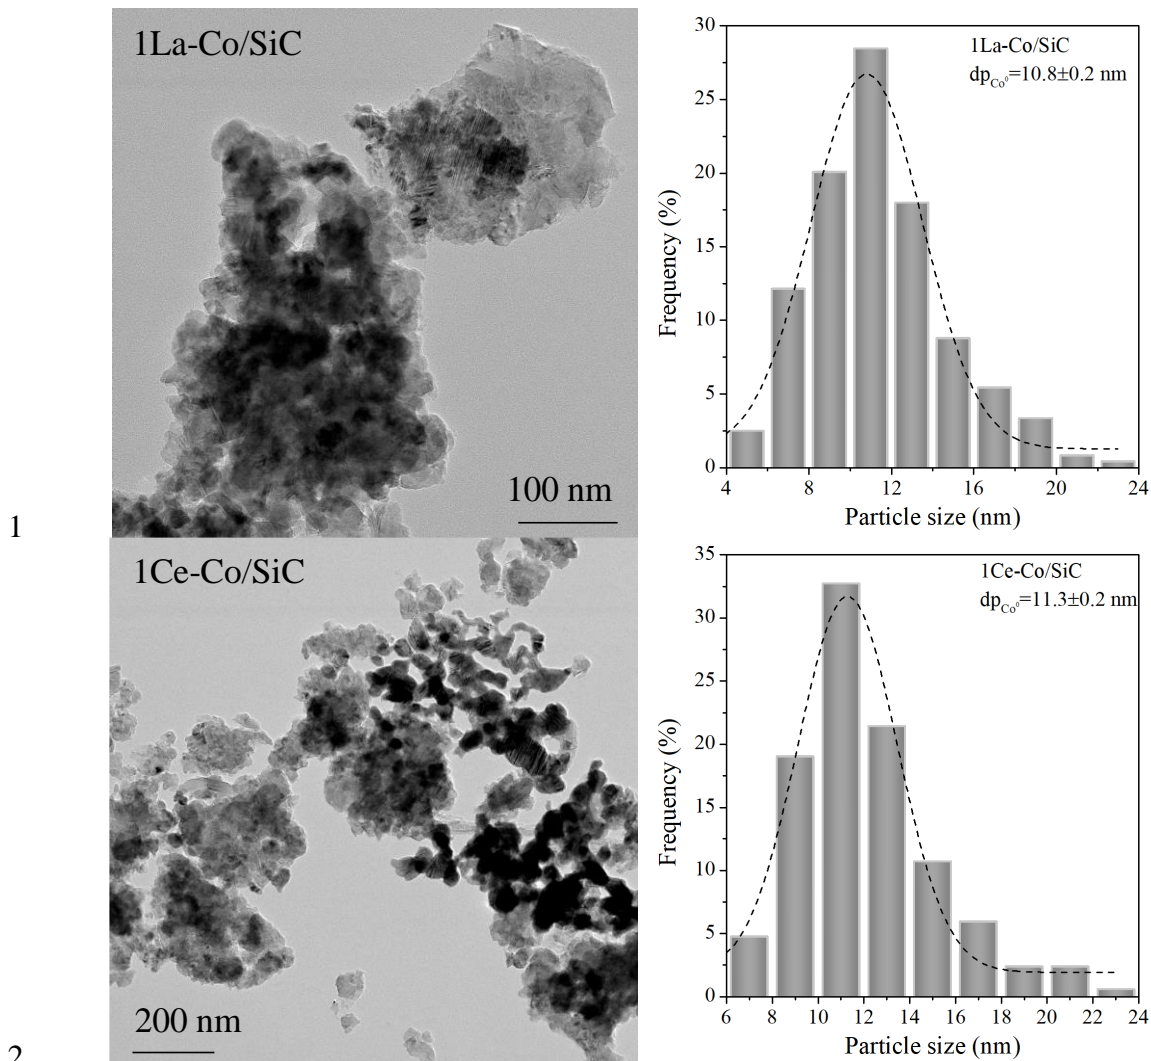 1La-Co/SiC
100 nm
30
25
20
15
10
5
0
Frequency (%)
1La-Co/SiC
dp_Co⁰=10.8±0.2 nm
4 8 12 16 20 24
Particle size (nm)
1
1Ce-Co/SiC
200 nm
35
30
25
20
15
10
5
0
Frequency (%)
1Ce-Co/SiC
dp_Co⁰=11.3±0.2 nm
6 8 10 12 14 16 18 20 22 24
Particle size (nm)
2